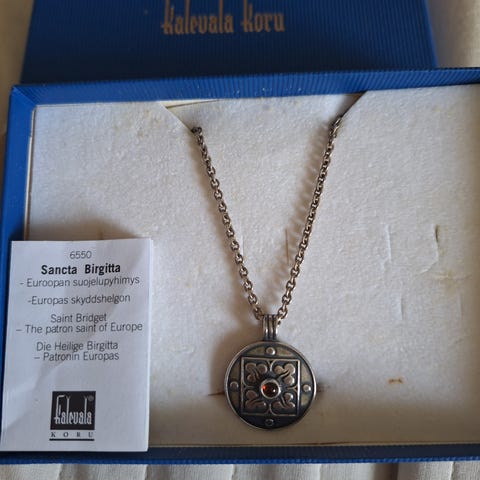 Kalevala Koru
6550
Sancta Birgitta
- Euroopan suojelupyhimys
-Europas skyddshelgon
Saint Bridget
– The patron saint of Europe
Die Heilige Birgitta
– Patronin Europas
Kalevala
KORU